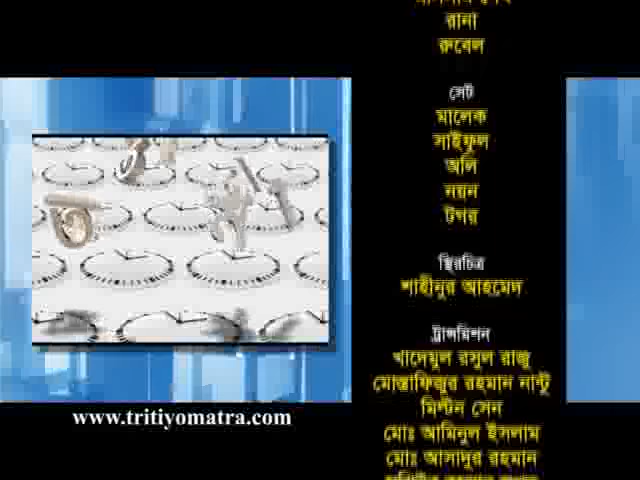 রানা
রুবেল
সেট
মালেক
সাইফুল
অলি
নয়ন
টগর
স্থিরচিত্র
শাহীনুর আহমেদ
ট্রান্সমিশন
খাদেমুল রসুল রাজু
মোস্তাফিজুর রহমান নান্টু
মিল্টন সেন
মোঃ আমিনুল ইসলাম
মোঃ আসাদুর রহমান
www.tritiyomatra.com